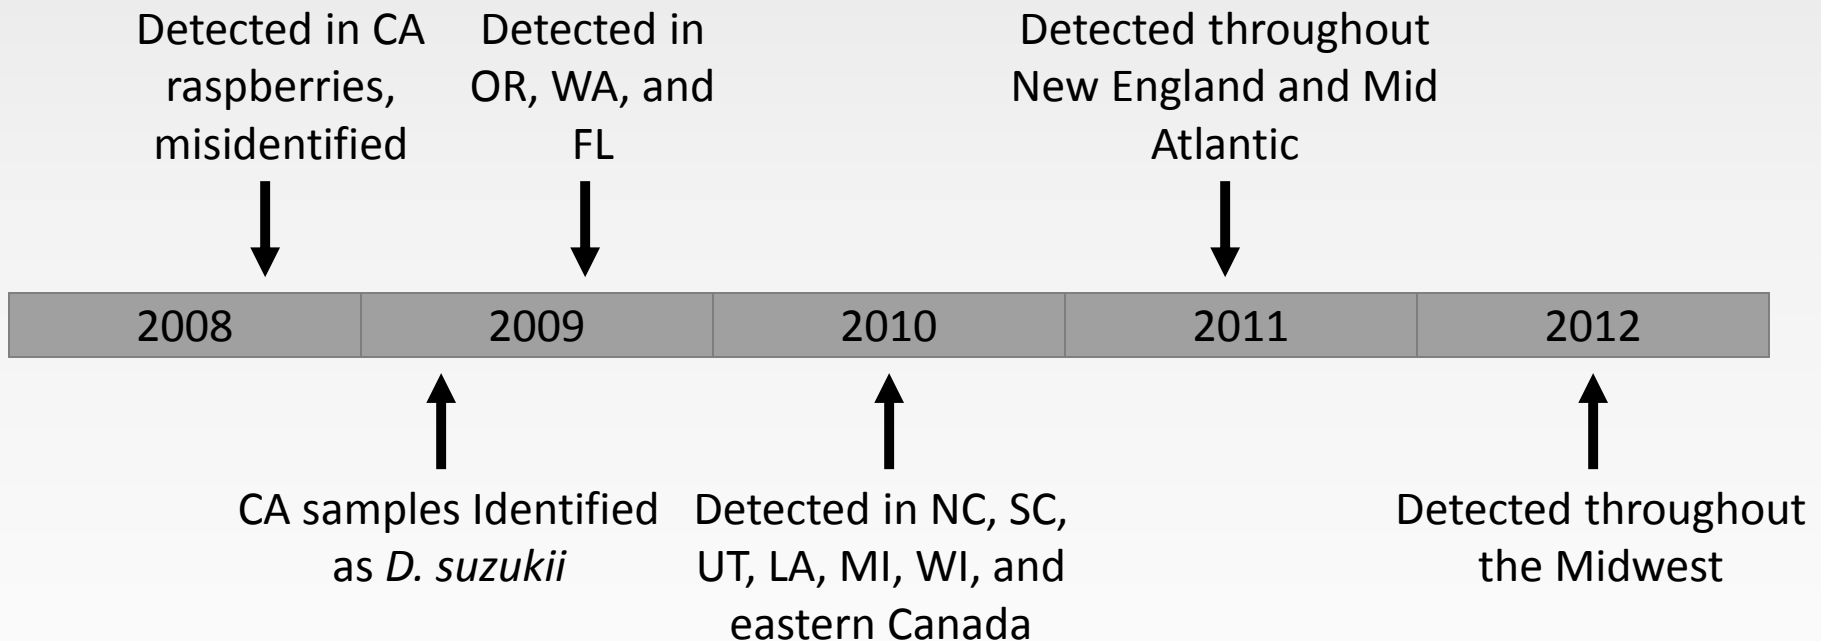 Detected in CA
raspberries,
misidentified
Detected in
OR, WA, and
FL
Detected throughout
New England and Mid
Atlantic
2008
2009
2010
2011
2012
CA samples Identified
as D. suzukii
Detected in NC, SC,
UT, LA, MI, WI, and
eastern Canada
Detected throughout
the Midwest